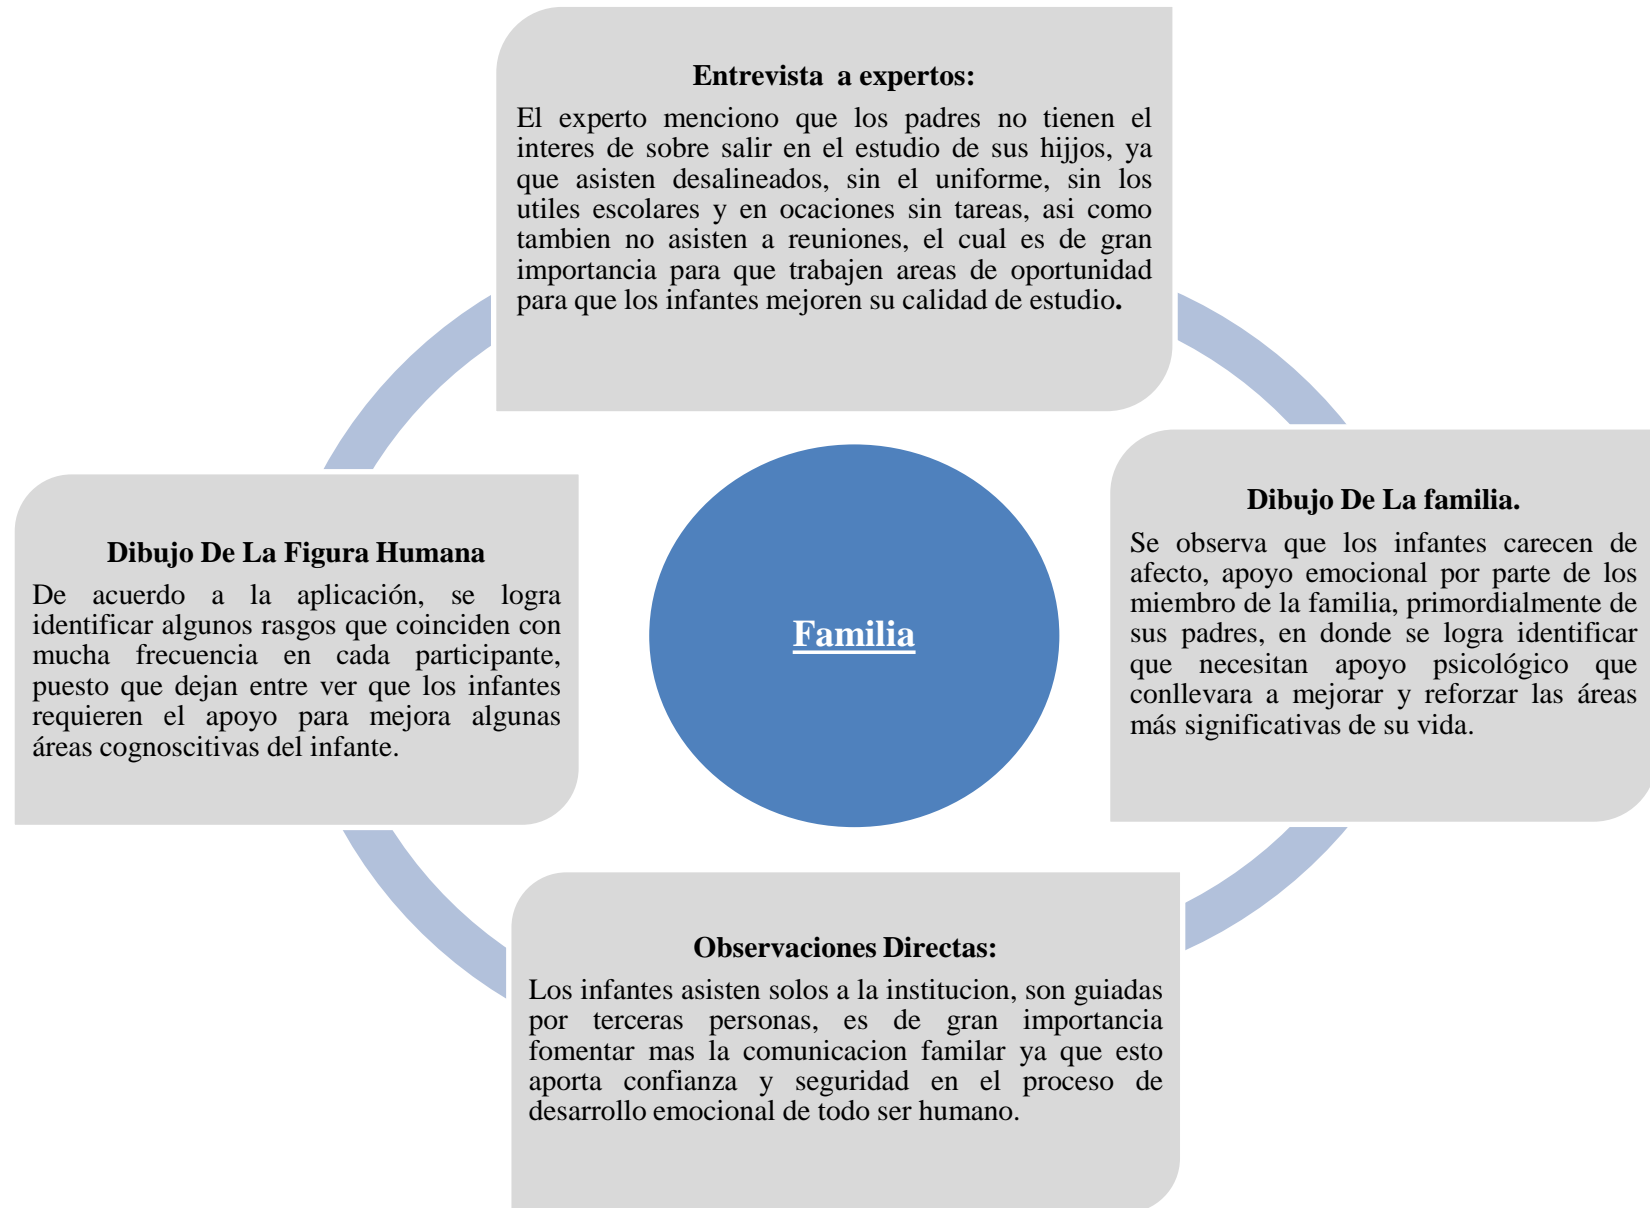 Entrevista a expertos:
El experto menciono que los padres no tienen el
interes de sobre salir en el estudio de sus hijjos, ya
que asisten desalineados, sin el uniforme, sin los
utiles escolares y en ocaciones sin tareas, asi como
tambien no asisten a reuniones, el cual es de gran
importancia para que trabajen areas de oportunidad
para que los infantes mejoren su calidad de estudio.
Dibujo De La familia.
Se observa que los infantes carecen de
afecto, apoyo emocional por parte de los
miembro de la familia, primordialmente de
sus padres, en donde se logra identificar
que necesitan apoyo psicológico que
conllevara a mejorar y reforzar las áreas
más significativas de su vida.
Familia
Dibujo De La Figura Humana
De acuerdo a la aplicación, se logra
identificar algunos rasgos que coinciden con
mucha frecuencia en cada participante,
puesto que dejan entre ver que los infantes
requieren el apoyo para mejora algunas
áreas cognoscitivas del infante.
Observaciones Directas:
Los infantes asisten solos a la institucion, son guiadas
por terceras personas, es de gran importancia
fomentar mas la comunicacion familar ya que esto
aporta confianza y seguridad en el proceso de
desarrollo emocional de todo ser humano.